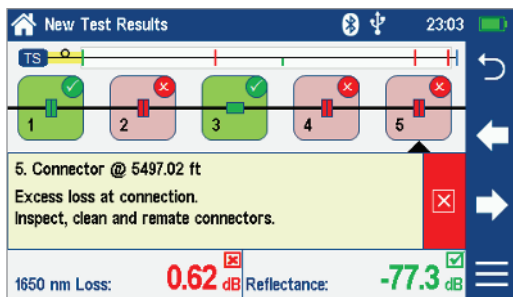 New Test Results 23:03
TS
1 2 3 4 5
5. Connector @ 5497.02 ft
Excess loss at connection.
Inspect, clean and remate connectors.
1650 nm Loss: 0.62 dB Reflectance: -77.3 dB